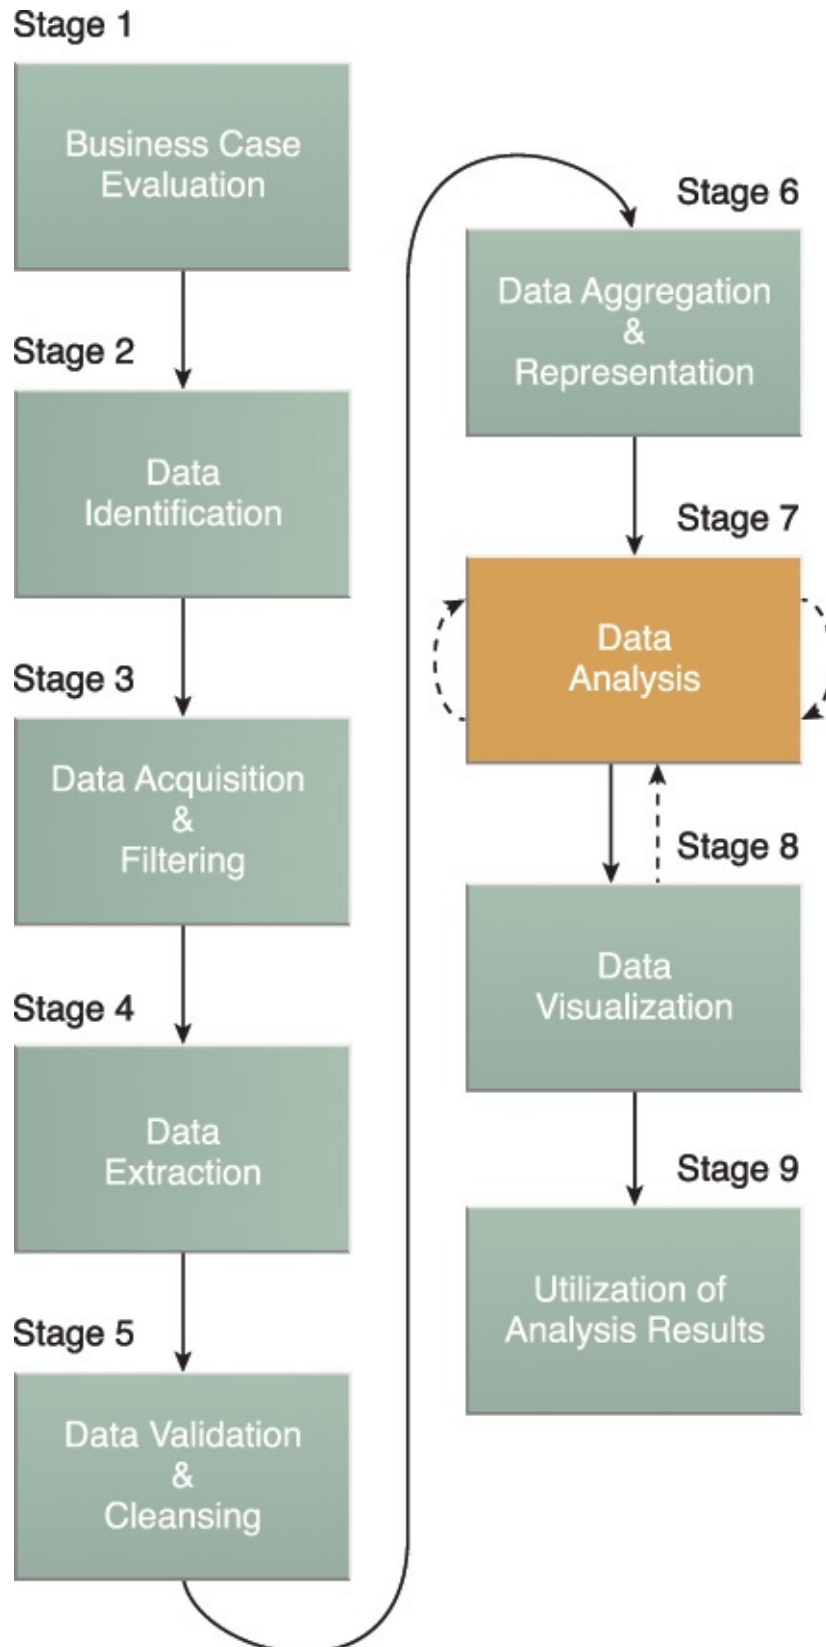 Stage 1
Business Case
Evaluation
Stage 2
Data
Identification
Stage 3
Data Acquisition
&
Filtering
Stage 4
Data
Extraction
Stage 5
Data Validation
&
Cleansing
Stage 6
Data Aggregation
&
Representation
Stage 7
Data
Analysis
Stage 8
Data
Visualization
Stage 9
Utilization of
Analysis Results